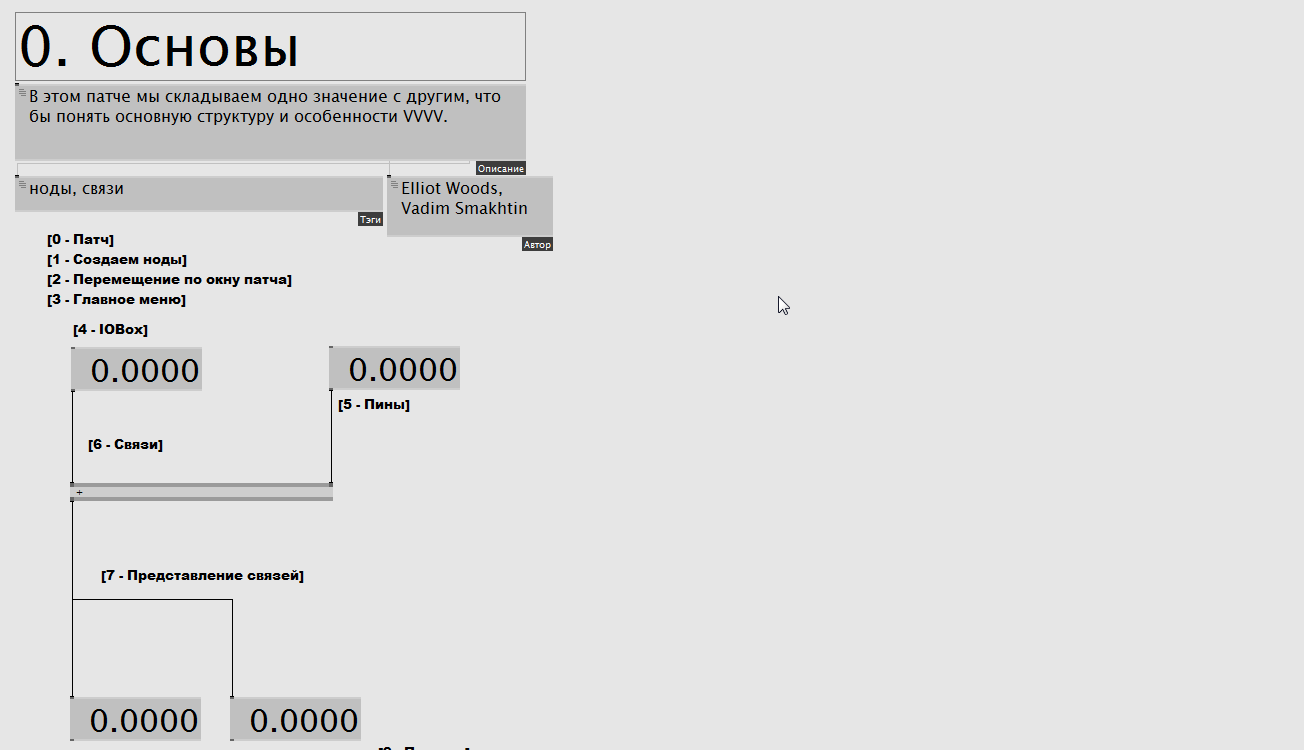 0. Основы
В этом патче мы складываем одно значение с другим, что
бы понять основную структуру и особенности VVVV.
Описание
ноды, связи
Тэги
Elliot Woods,
Vadim Smakhtin
Автор
[0 - Патч]
[1 - Создаем ноды]
[2 - Перемещение по окну патча]
[3 - Главное меню]
[4 - IOBox]
0.0000
0.0000
[5 - Пины]
[6 - Связи]
+
[7 - Представление связей]
0.0000
0.0000